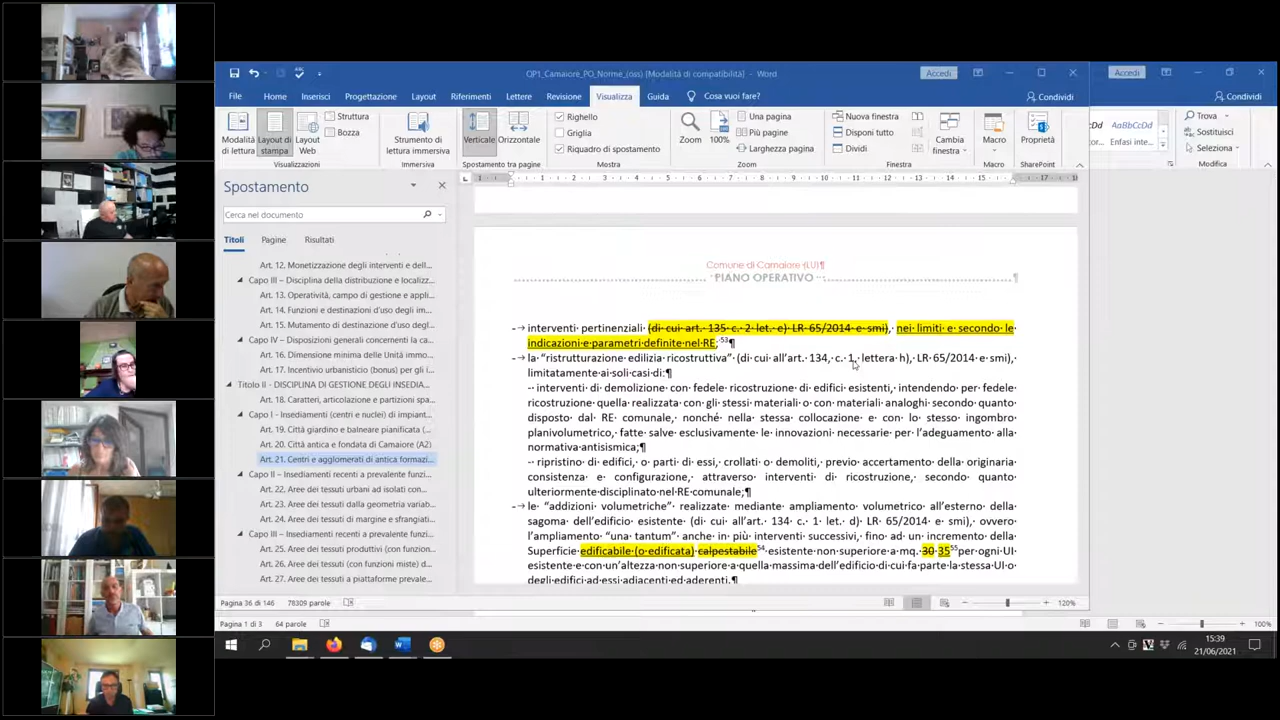 QP1_Camaiore_PO_Norme_(oss) [Modalità di compatibilità] - Word
Accedi
Accedi
File Home Inserisci Progettazione Layout Riferimenti Lettere Revisione Visualizza Guida Cosa vuoi fare? Condividi
Condividi
Modalità di lettura
Layout di stampa
Layout Web
Struttura
Bozza
Strumento di lettura immersiva
Verticale
Orizzontale
Righello
Griglia
Riquadro di spostamento
Zoom
100%
Una pagina
Più pagine
Larghezza pagina
Nuova finestra
Disponi tutto
Dividi
Cambia finestra
Macro
Proprietà
AaBbCcD
Enfasi inte...
Trova
Sostituisci
Seleziona
Visualizzazioni Immersiva Spostamento tra pagine Mostra Zoom Finestra Macro SharePoint
Modifica
Spostamento
Cerca nel documento
Titoli Pagine Risultati
Art. 12. Monetizzazione degli interventi e dell...
Capo III – Disciplina della distribuzione e localizz...
Art. 13. Operatività, campo di gestione e appli...
Art. 14. Funzioni e destinazioni d'uso degli im...
Art. 15. Mutamento di destinazione d'uso degl...
Capo IV – Disposizioni generali concernenti la ca...
Art. 16. Dimensione minima delle Unità immo...
Art. 17. Incentivo urbanistico (bonus) per gli i...
Titolo II - DISCIPLINA DI GESTIONE DEGLI INSEDIA...
Art. 18. Caratteri, articolazione e partizioni spa...
Capo I - Insediamenti (centri e nuclei) di impiant...
Art. 19. Città giardino e balneare pianificata (...
Art. 20. Città antica e fondata di Camaiore (A2)
Art. 21. Centri e agglomerati di antica formazi...
Capo II – Insediamenti recenti a prevalente funzi...
Art. 22. Aree dei tessuti urbani ad isolati con...
Art. 23. Aree dei tessuti dalla geometria variab...
Art. 24. Aree dei tessuti di margine e sfrangiati...
Capo III – Insediamenti recenti a prevalente funzi...
Art. 25. Aree dei tessuti produttivi (con funzion...
Art. 26. Aree dei tessuti (con funzioni miste) d...
Art. 27. Aree dei tessuti a piattaforme prevale...
Comune di Camaiore (LU)¶
PIANO OPERATIVO
- → interventi pertinenziali (di cui art. 135 c. 2 let. e) LR 65/2014 e smi), nei limiti e secondo le
indicazioni e parametri definite nel RE; 53¶
- → la “ristrutturazione edilizia ricostruttiva” (di cui all’art. 134, c. 1, lettera h), LR 65/2014 e smi),
limitatamente ai soli casi di:¶
-- interventi di demolizione con fedele ricostruzione di edifici esistenti, intendendo per fedele
ricostruzione quella realizzata con gli stessi materiali o con materiali analoghi secondo quanto
disposto dal RE comunale, nonché nella stessa collocazione e con lo stesso ingombro
planivolumetrico, fatte salve esclusivamente le innovazioni necessarie per l’adeguamento alla
normativa antisismica;¶
-- ripristino di edifici, o parti di essi, crollati o demoliti, previo accertamento della originaria
consistenza e configurazione, attraverso interventi di ricostruzione, secondo quanto
ulteriormente disciplinato nel RE comunale;¶
- → le “addizioni volumetriche” realizzate mediante ampliamento volumetrico all’esterno della
sagoma dell’edificio esistente (di cui all’art. 134 c. 1 let. d) LR 65/2014 e smi), ovvero
l’ampliamento “una tantum” anche in più interventi successivi, fino ad un incremento della
Superficie edificabile (o edificata) calpestabile54 esistente non superiore a mq. 30 3555 per ogni UI
esistente e con un’altezza non superiore a quella massima dell’edificio di cui fa parte la stessa UI o
degli edifici ad essi adiacenti ed aderenti.¶
Pagina 36 di 146 78309 parole 120%
Pagina 1 di 3 64 parole 100%
15:39
21/06/2021